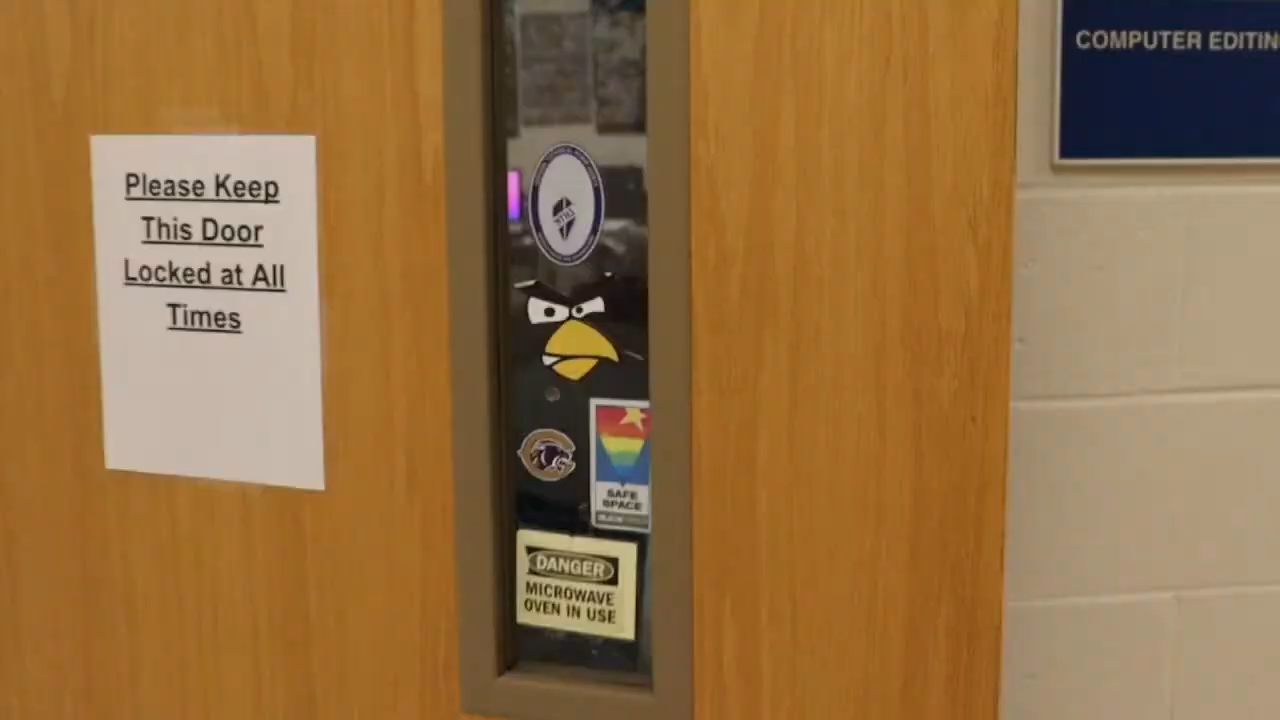 Please Keep
This Door
Locked at All
Times
COMPUTER EDITIN
SAFE
SPACE
DANGER
MICROWAVE
OVEN IN USE